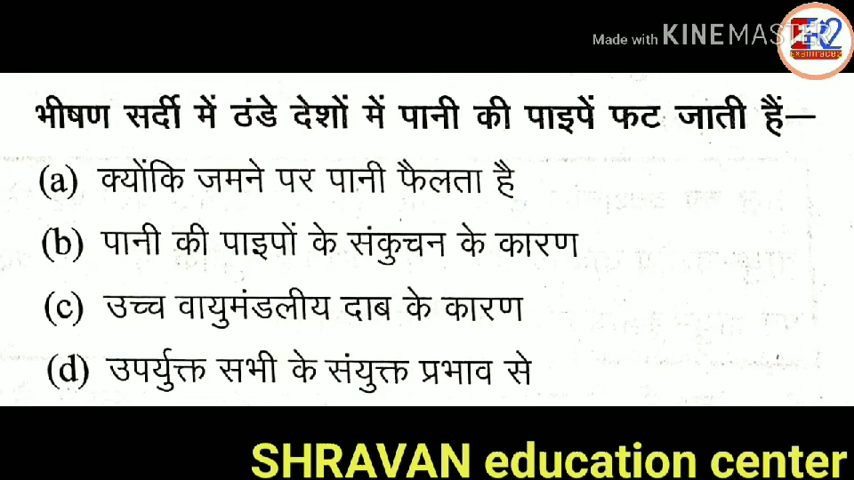 Made with KINEMASTER
भीषण सर्दी में ठंडे देशों में पानी की पाइपें फट जाती हैं—
(a) क्योंकि जमने पर पानी फैलता है
(b) पानी की पाइपों के संकुचन के कारण
(c) उच्च वायुमंडलीय दाब के कारण
(d) उपर्युक्त सभी के संयुक्त प्रभाव से
SHRAVAN education center